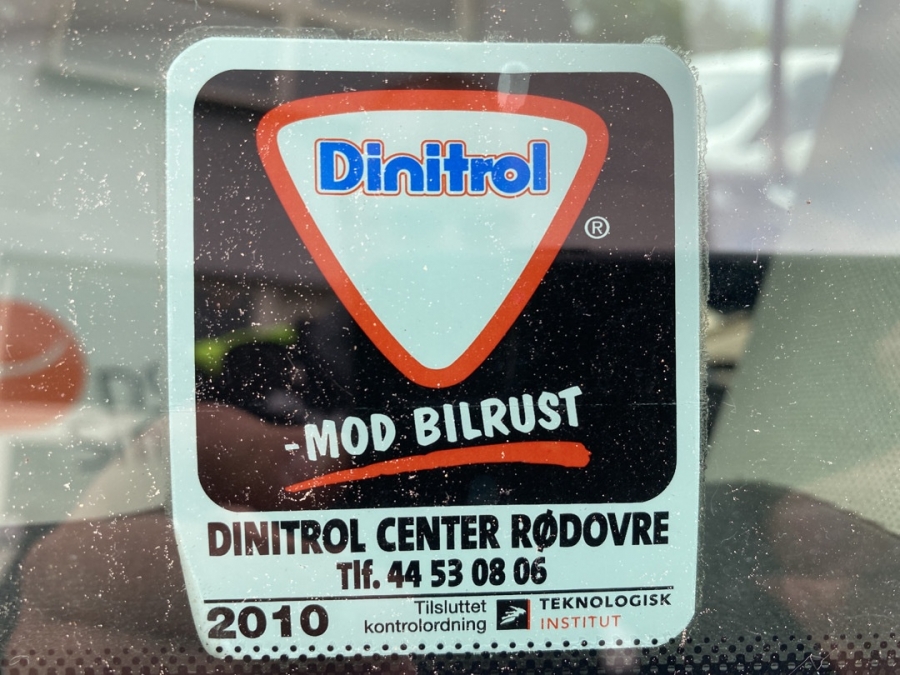 Dinitrol
®
-MOD BILRUST
DINITROL CENTER RØDOVRE
Tlf. 44 53 08 06
2010
Tilsluttet
kontrolordning
TEKNOLOGISK
INSTITUT